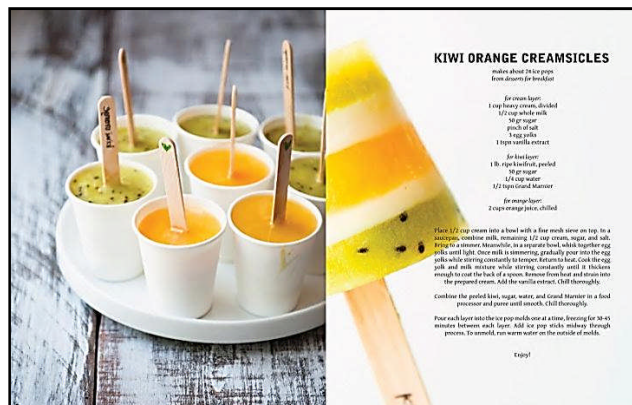 KIWI ORANGE CREAMSICLES
makes about 24 ice pops
from desserts for breakfast
for cream layer:
1 cup heavy cream, divided
1/2 cup whole milk
50 gr sugar
pinch of salt
3 egg yolks
1 tspn vanilla extract
for kiwi layer:
1 lb. ripe kiwifruit, peeled
50 gr sugar
1/4 cup water
1/2 tspn Grand Marnier
for orange layer:
2 cups orange juice, chilled
Place 1/2 cup cream into a bowl with a fine mesh sieve on top. In a
saucepan, combine milk, remaining 1/2 cup cream, sugar, and salt.
Bring to a simmer. Meanwhile, in a separate bowl, whisk together egg
yolks until light. Once milk is simmering, gradually pour into the egg
yolks while stirring constantly to temper. Return to heat. Cook the egg
yolk and milk mixture while stirring constantly until it thickens
enough to coat the back of a spoon. Remove from heat and strain into
the prepared cream. Add the vanilla extract. Chill thoroughly.
Combine the peeled kiwi, sugar, water, and Grand Marnier in a food
processor and puree until smooth. Chill thoroughly.
Pour each layer into the ice pop molds one at a time, freezing for 30-45
minutes between each layer. Add ice pop sticks midway through
process. To unmold, run warm water on the outside of molds.
Enjoy!